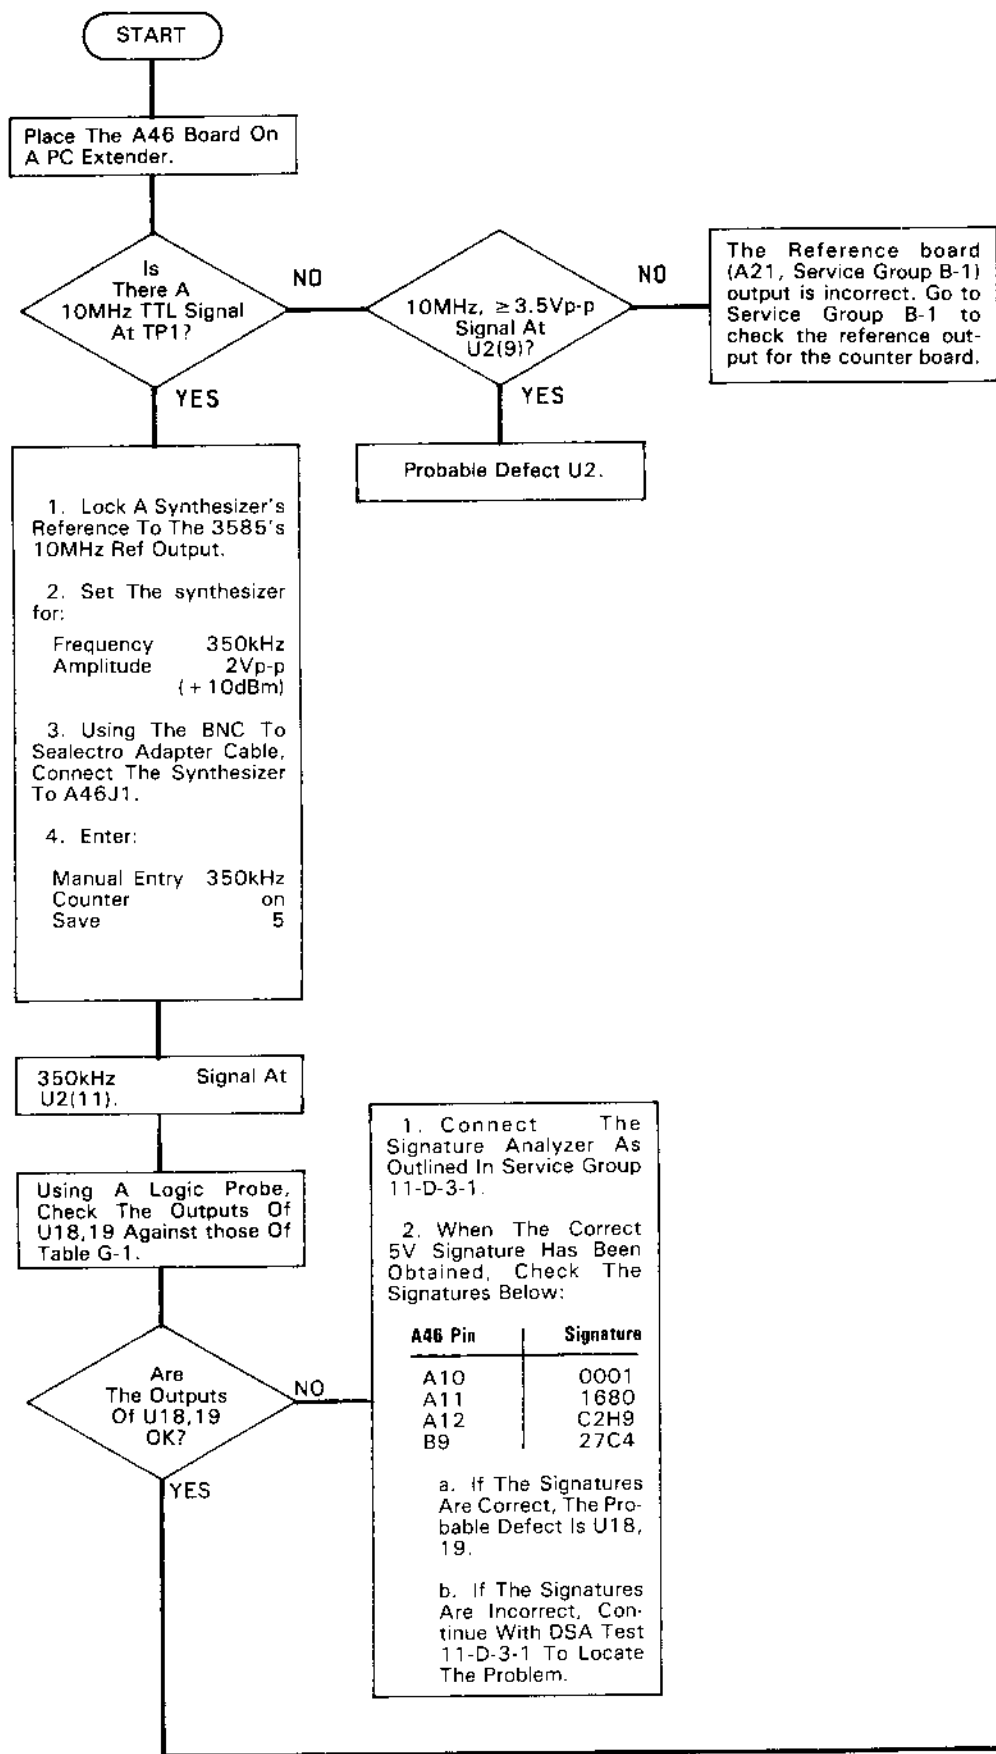 START
Place The A46 Board On
A PC Extender.
Is
There A
10MHz TTL Signal
At TP1?
NO
YES
10MHz, ≥3.5Vp-p
Signal At
U2(9)?
NO
YES
The Reference board
(A21, Service Group B-1)
output is incorrect. Go to
Service Group B-1 to
check the reference out-
put for the counter board.
Probable Defect U2.
1. Lock A Synthesizer's
Reference To The 3585's
10MHz Ref Output.
2. Set The synthesizer
for:
Frequency 350kHz
Amplitude 2Vp-p
(+10dBm)
3. Using The BNC To
Sealectro Adapter Cable,
Connect The Synthesizer
To A46J1.
4. Enter:
Manual Entry 350kHz
Counter on
Save 5
350kHz Signal At
U2(11).
Using A Logic Probe,
Check The Outputs Of
U18,19 Against those Of
Table G-1.
Are
The Outputs
Of U18,19
OK?
NO
YES
1. Connect The
Signature Analyzer As
Outlined In Service Group
11-D-3-1.
2. When The Correct
5V Signature Has Been
Obtained, Check The
Signatures Below:
A46 Pin Signature
A10 0001
A11 1680
A12 C2H9
B9 27C4
a. If The Signatures
Are Correct, The Pro-
bable Defect Is U18,
19.
b. If The Signatures
Are Incorrect, Con-
tinue With DSA Test
11-D-3-1 To Locate
The Problem.